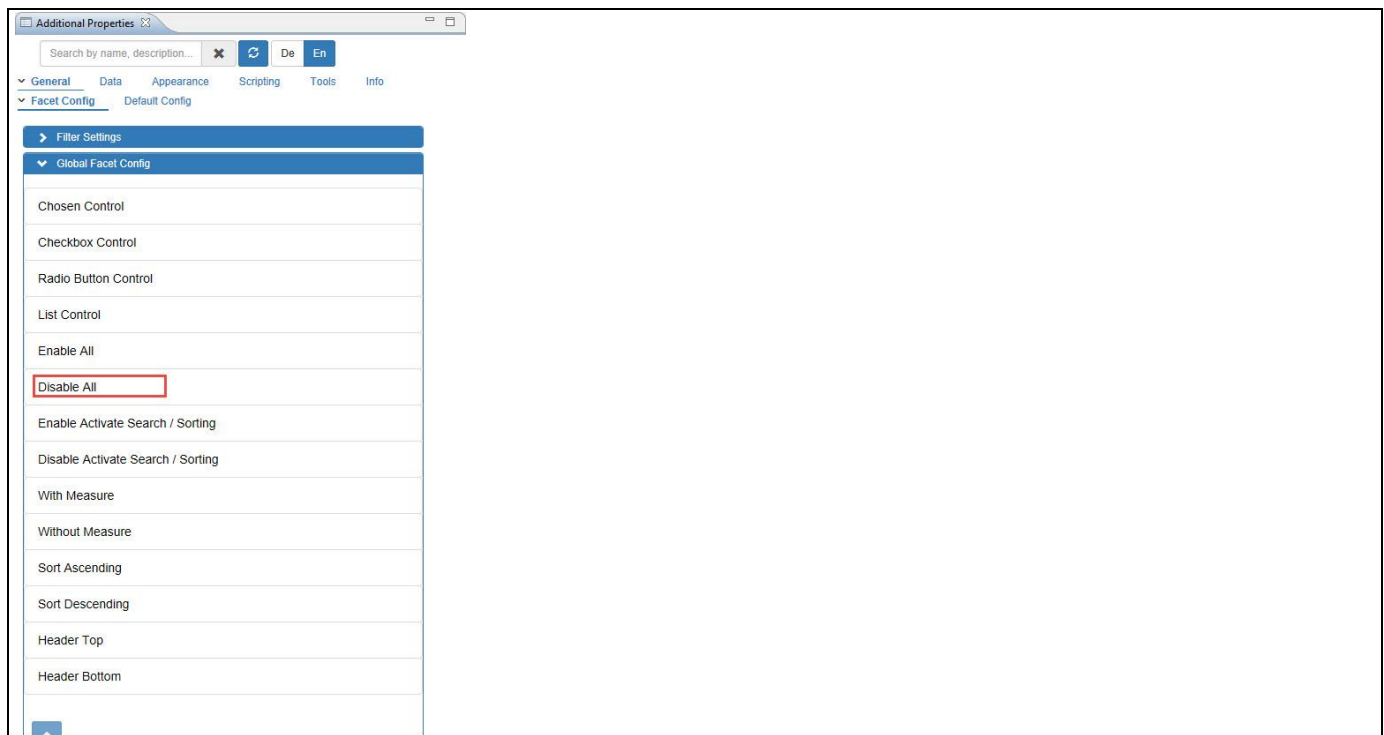 Additional Properties
Search by name, description... De En
General Data Appearance Scripting Tools Info
Facet Config Default Config
Filter Settings
Global Facet Config
Chosen Control
Checkbox Control
Radio Button Control
List Control
Enable All
Disable All
Enable Activate Search / Sorting
Disable Activate Search / Sorting
With Measure
Without Measure
Sort Ascending
Sort Descending
Header Top
Header Bottom